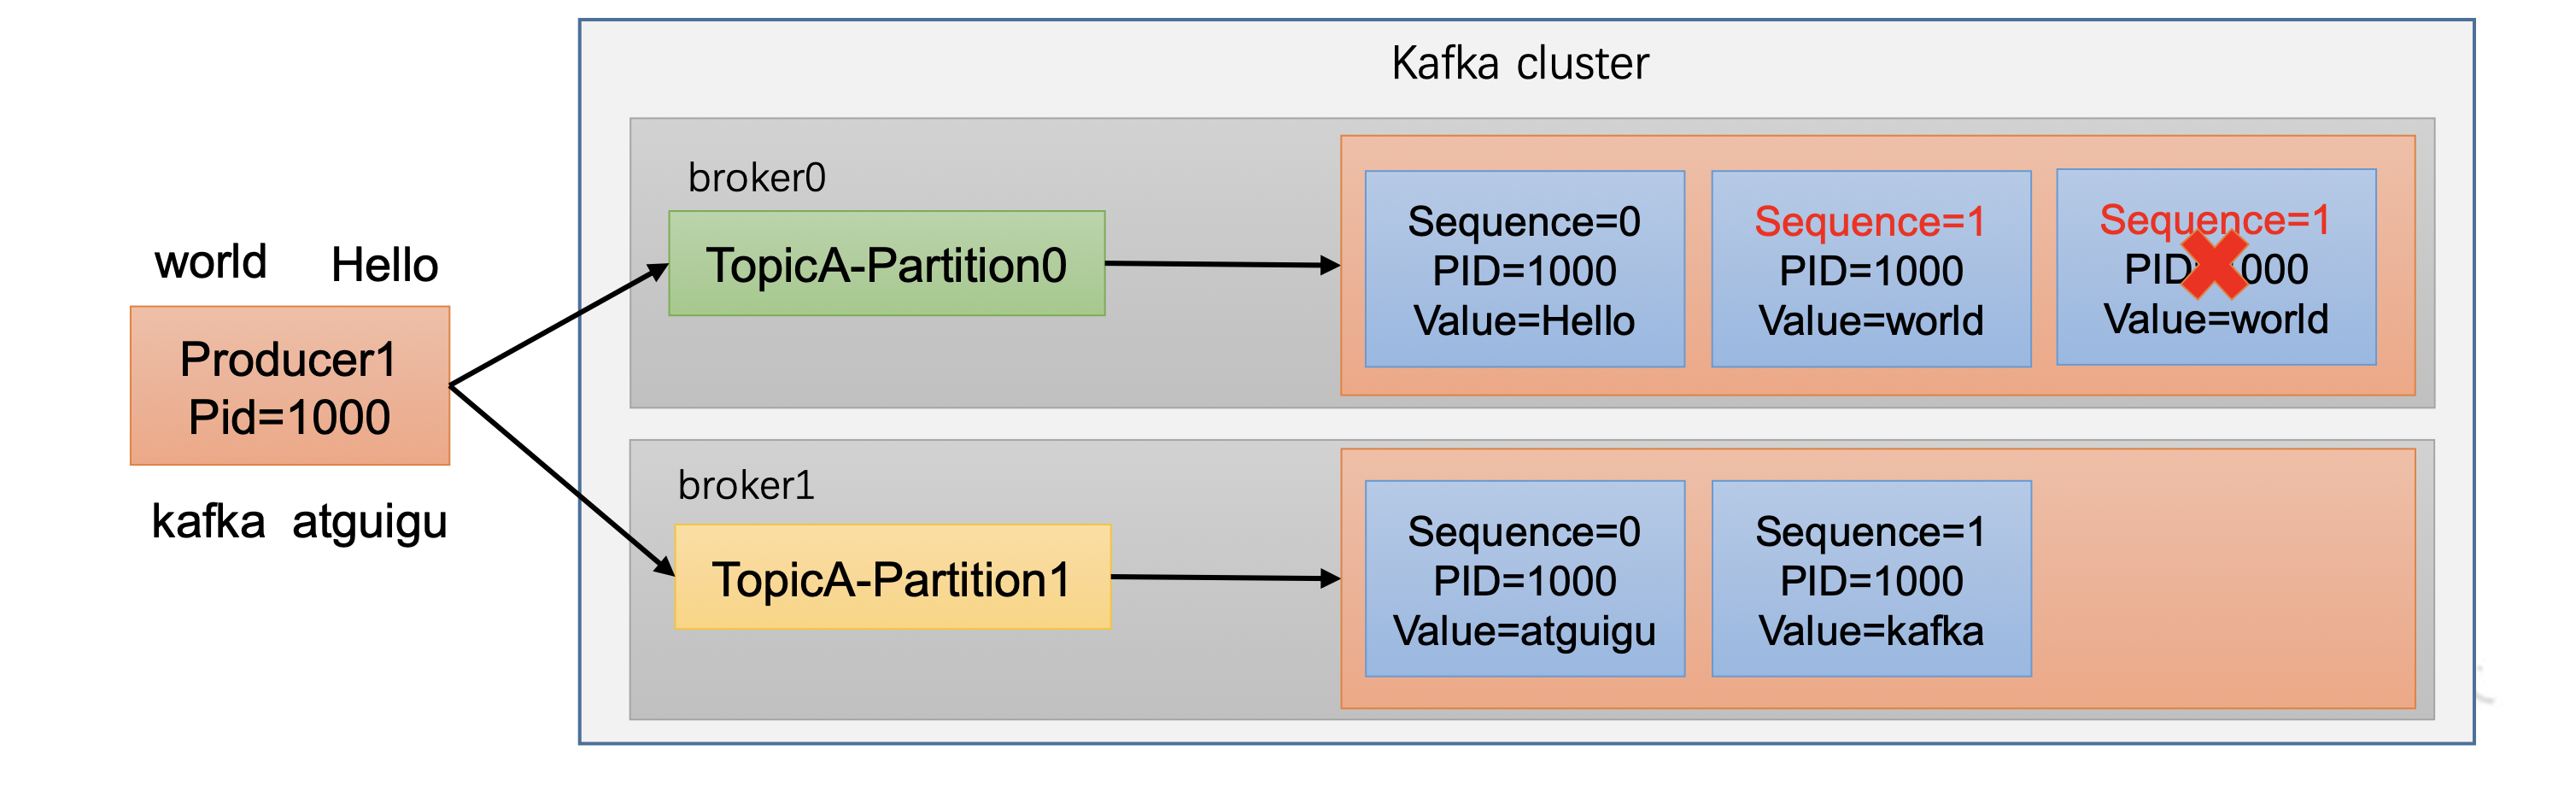 Kafka cluster
world Hello
Producer1
Pid=1000
kafka atguigu
broker0
TopicA-Partition0
Sequence=0
PID=1000
Value=Hello
Sequence=1
PID=1000
Value=world
Sequence=1
PID=1000
Value=world
broker1
TopicA-Partition1
Sequence=0
PID=1000
Value=atguigu
Sequence=1
PID=1000
Value=kafka